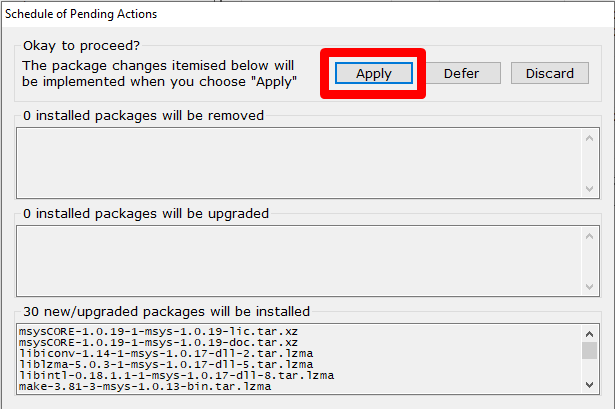 Schedule of Pending Actions
Okay to proceed?
The package changes itemised below will
be implemented when you choose "Apply"
Apply
Defer
Discard
0 installed packages will be removed
0 installed packages will be upgraded
30 new/upgraded packages will be installed
msysCORE-1.0.19-1-msys-1.0.19-lic.tar.xz
msysCORE-1.0.19-1-msys-1.0.19-doc.tar.xz
libiconv-1.14-1-msys-1.0.17-dll-2.tar.lzma
liblzma-5.0.3-1-msys-1.0.17-dll-5.tar.lzma
libintl-0.18.1.1-1-msys-1.0.17-dll-8.tar.lzma
make-3.81-3-msys-1.0.13-bin.tar.lzma